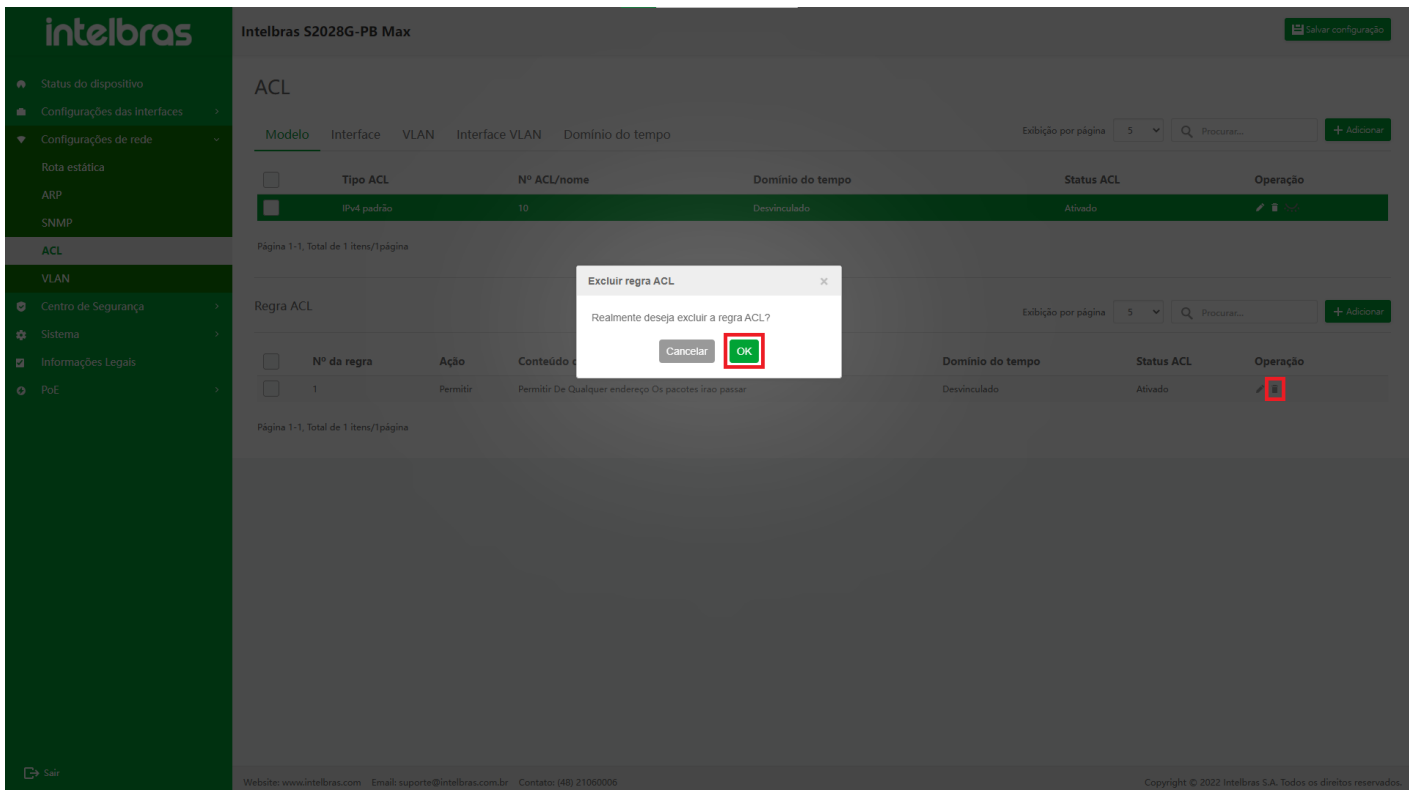 intelbras
Intelbras S2028G-PB Max
Salvar configuração
Status do dispositivo
Configurações das interfaces
Configurações de rede
Rota estática
ARP
SNMP
ACL
VLAN
Centro de Segurança
Sistema
Informações Legais
PoE
Sair
ACL
Modelo Interface VLAN Interface VLAN Domínio do tempo
Exibição por página 5 Procurar... + Adicionar
Tipo ACL Nº ACL/nome Domínio do tempo Status ACL Operação
IPv4 padrão 10 Desvinculado Ativado
Página 1-1, Total de 1 itens/1página
Excluir regra ACL ×
Realmente deseja excluir a regra ACL?
Cancelar OK
Regra ACL
Exibição por página 5 Procurar... + Adicionar
Nº da regra Ação Conteúdo Domínio do tempo Status ACL Operação
1 Permitir Permitir De Qualquer endereço Os pacotes irao passar Desvinculado Ativado
Página 1-1, Total de 1 itens/1página
Website: www.intelbras.com Email: suporte@intelbras.com.br Contato: (48) 21060006
Copyright © 2022 Intelbras S.A. Todos os direitos reservados.